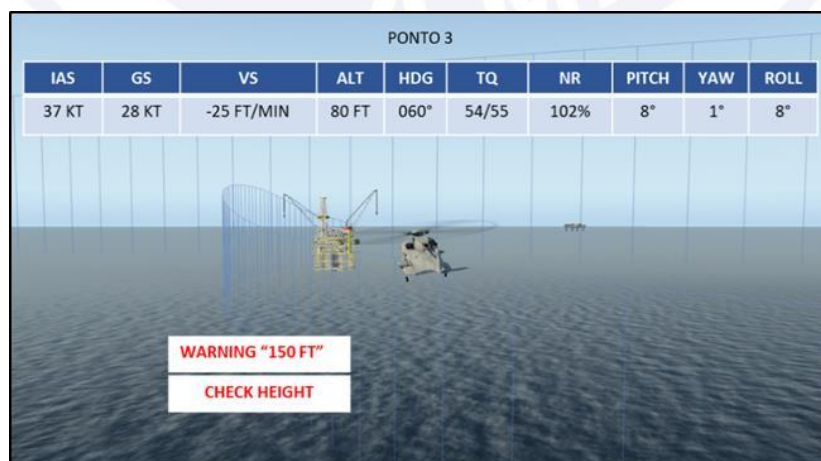 PONTO 3
IAS GS VS ALT HDG TQ NR PITCH YAW ROLL
37 KT 28 KT -25 FT/MIN 80 FT 060° 54/55 102% 8° 1° 8°
WARNING “150 FT”
CHECK HEIGHT